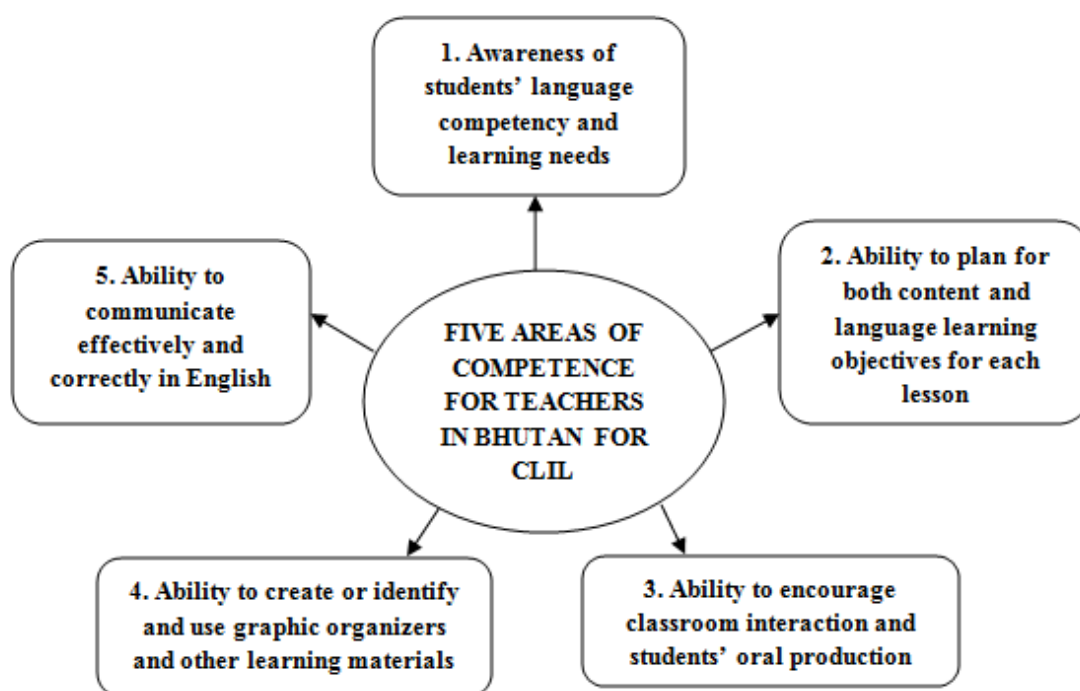 1. Awareness of
students’ language
competency and
learning needs
2. Ability to plan for
both content and
language learning
objectives for each
lesson
5. Ability to
communicate
effectively and
correctly in English
FIVE AREAS OF
COMPETENCE
FOR TEACHERS
IN BHUTAN FOR
CLIL
4. Ability to create or identify
and use graphic organizers
and other learning materials
3. Ability to encourage
classroom interaction and
students’ oral production